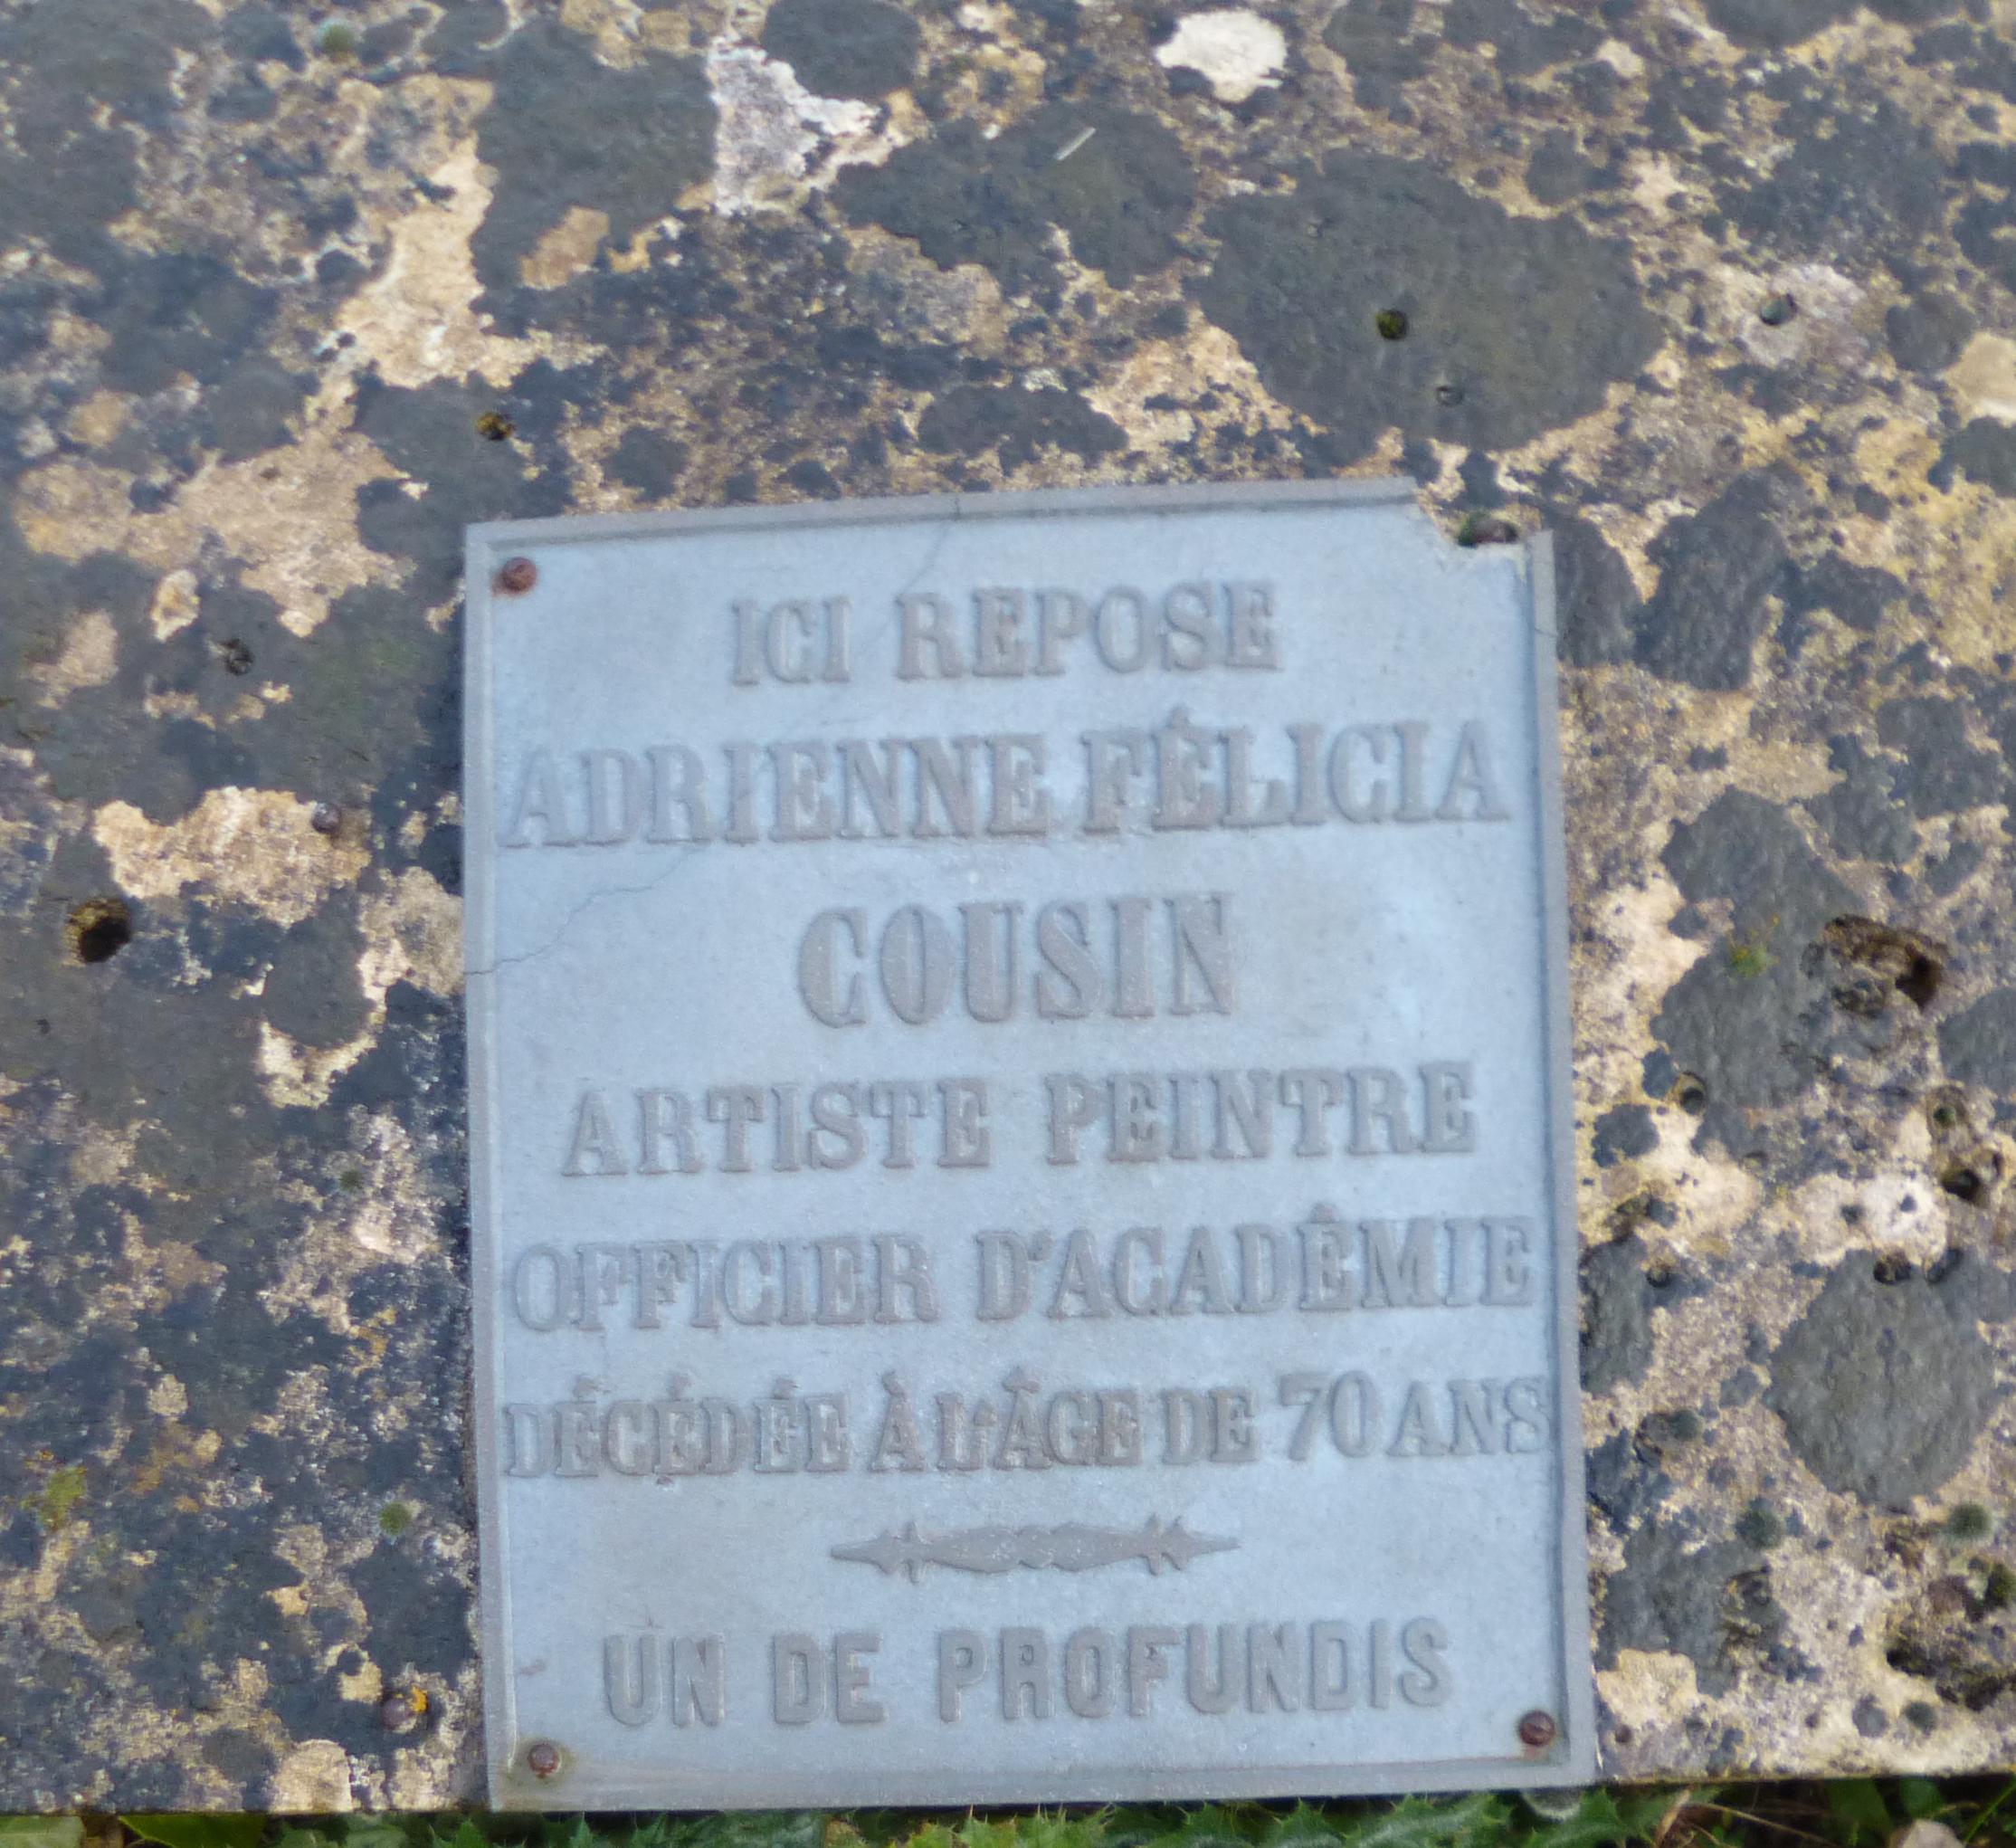 ICI REPOSE
ADRIENNE FÉLICIA
COUSIN
ARTISTE PEINTRE
OFFICIER D'ACADÉMIE
DÉCÉDÉE À L'ÂGE DE 70 ANS
UN DE PROFUNDIS